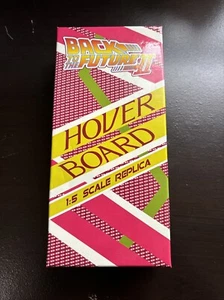 BACK
TO THE
FUTURE II
HOVER
BOARD
1:5 SCALE REPLICA